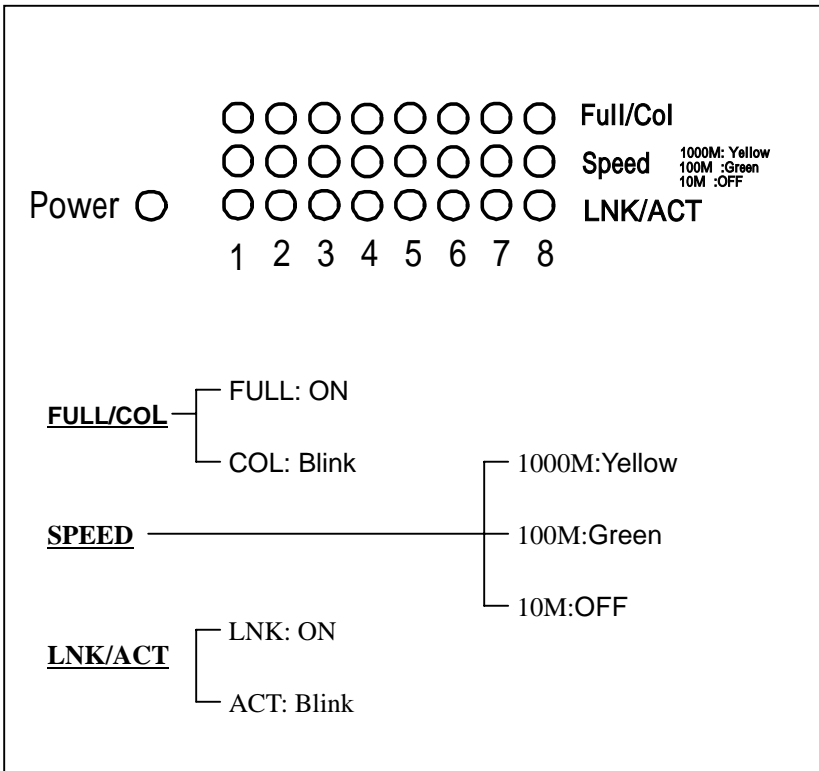 Full/Col
Speed 1000M: Yellow
100M :Green
10M :OFF
Power LNK/ACT
1 2 3 4 5 6 7 8
FULL: ON
FULL/COL
COL: Blink
1000M:Yellow
SPEED
100M:Green
10M:OFF
LNK: ON
LNK/ACT
ACT: Blink